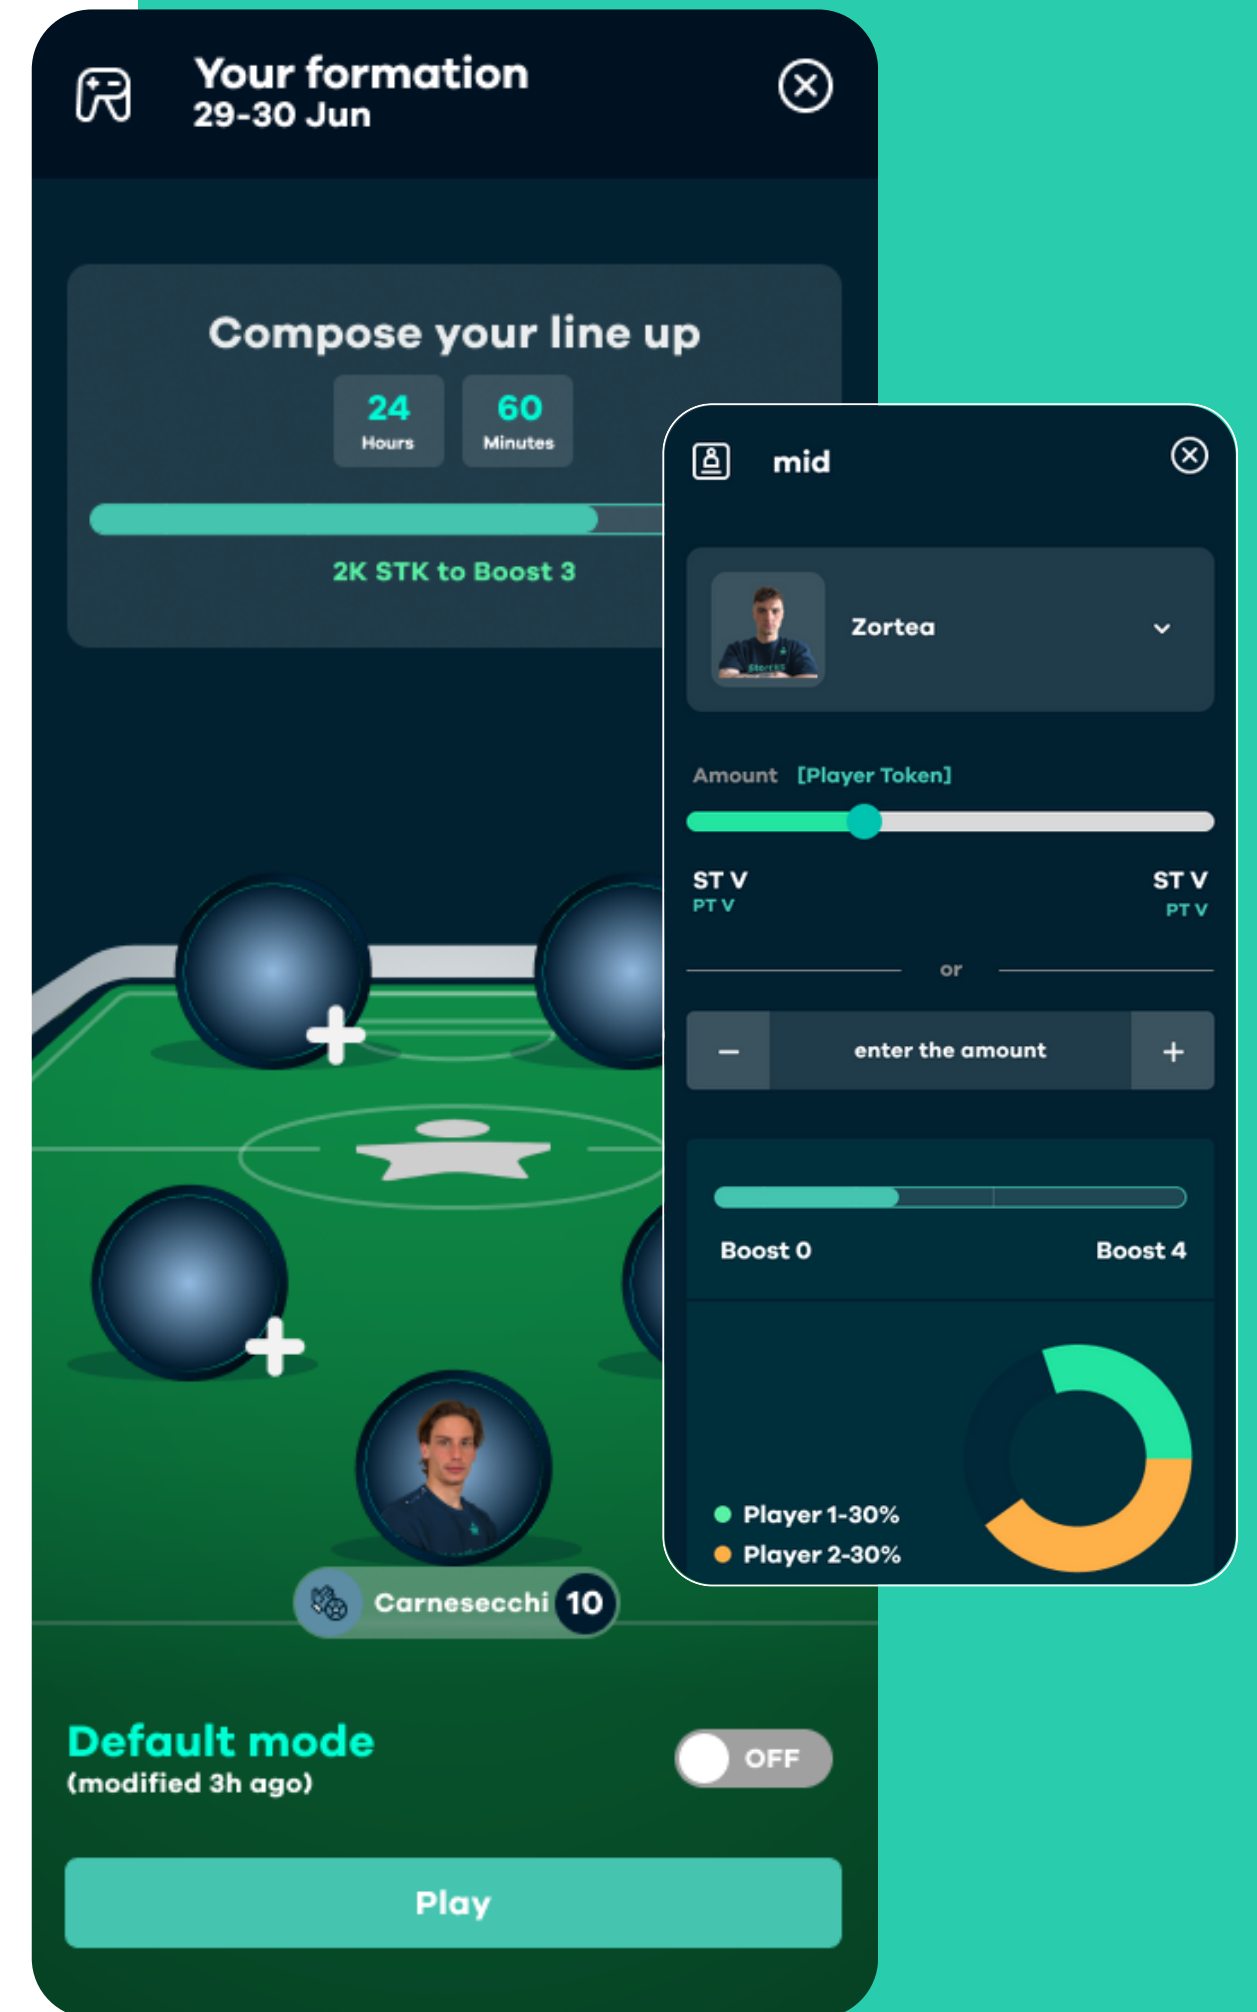 Your formation
29-30 Jun
Compose your line up
24
Hours
60
Minutes
2K STK to Boost 3
Carnesecchi 10
Default mode
(modified 3h ago)
OFF
Play
mid
Zortea
Amount [Player Token]
ST V
PT V
ST V
PT V
or
− enter the amount +
Boost 0
Boost 4
Player 1-30%
Player 2-30%